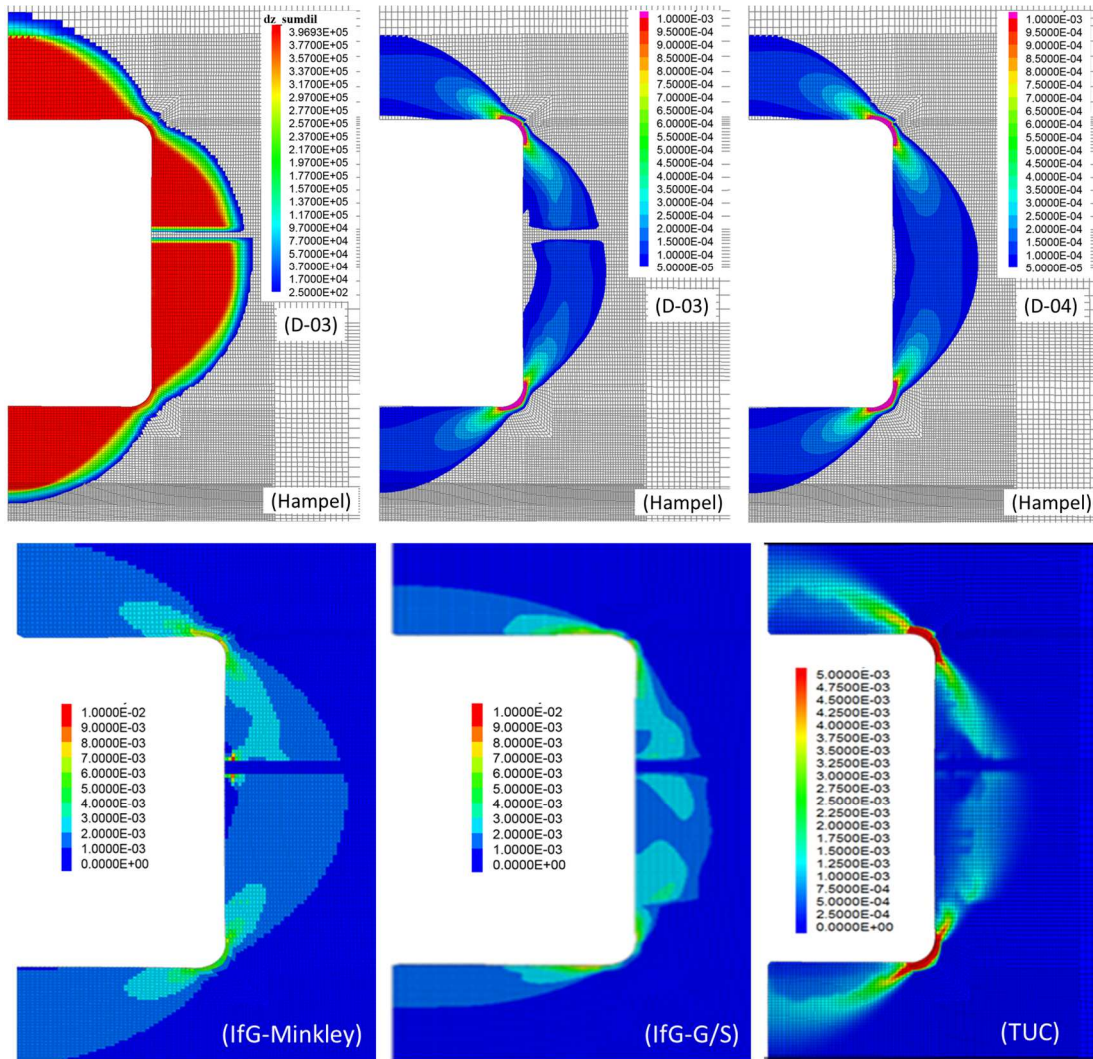 dz_sumdil
3.9693E+05
3.7700E+05
3.5700E+05
3.3700E+05
3.1700E+05
2.9700E+05
2.7700E+05
2.5700E+05
2.3700E+05
2.1700E+05
1.9700E+05
1.7700E+05
1.5700E+05
1.3700E+05
1.1700E+05
9.7000E+04
7.7000E+04
5.7000E+04
3.7000E+04
1.7000E+04
2.5000E+02
(D-03)
(Hampel)
1.0000E-03
9.5000E-04
9.0000E-04
8.5000E-04
8.0000E-04
7.5000E-04
7.0000E-04
6.5000E-04
6.0000E-04
5.5000E-04
5.0000E-04
4.5000E-04
4.0000E-04
3.5000E-04
3.0000E-04
2.5000E-04
2.0000E-04
1.5000E-04
1.0000E-04
5.0000E-05
(D-03)
(Hampel)
1.0000E-03
9.5000E-04
9.0000E-04
8.5000E-04
8.0000E-04
7.5000E-04
7.0000E-04
6.5000E-04
6.0000E-04
5.5000E-04
5.0000E-04
4.5000E-04
4.0000E-04
3.5000E-04
3.0000E-04
2.5000E-04
2.0000E-04
1.5000E-04
1.0000E-04
5.0000E-05
(D-04)
(Hampel)
1.0000E-02
9.0000E-03
8.0000E-03
7.0000E-03
6.0000E-03
5.0000E-03
4.0000E-03
3.0000E-03
2.0000E-03
1.0000E-03
0.0000E+00
(IfG-Minkley)
1.0000E-02
9.0000E-03
8.0000E-03
7.0000E-03
6.0000E-03
5.0000E-03
4.0000E-03
3.0000E-03
2.0000E-03
1.0000E-03
0.0000E+00
(IfG-G/S)
5.0000E-03
4.7500E-03
4.5000E-03
4.2500E-03
4.0000E-03
3.7500E-03
3.5000E-03
3.2500E-03
3.0000E-03
2.7500E-03
2.5000E-03
2.2500E-03
2.0000E-03
1.7500E-03
1.5000E-03
1.2500E-03
1.0000E-03
7.5000E-04
5.0000E-04
2.5000E-04
0.0000E+00
(TUC)